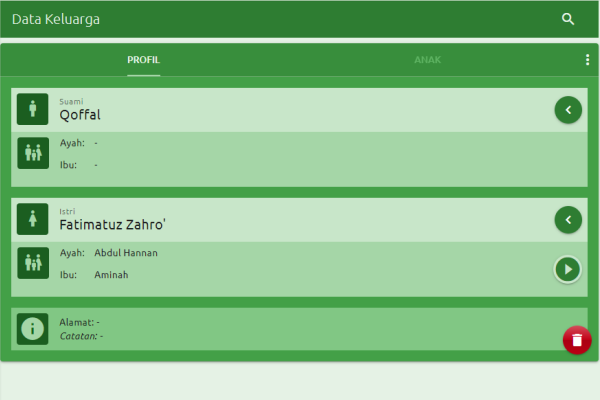 Data Keluarga
PROFIL ANAK
Suami
Qoffal
Ayah: -
Ibu: -
Istri
Fatimatuz Zahro'
Ayah: Abdul Hannan
Ibu: Aminah
Alamat: -
Catatan: -